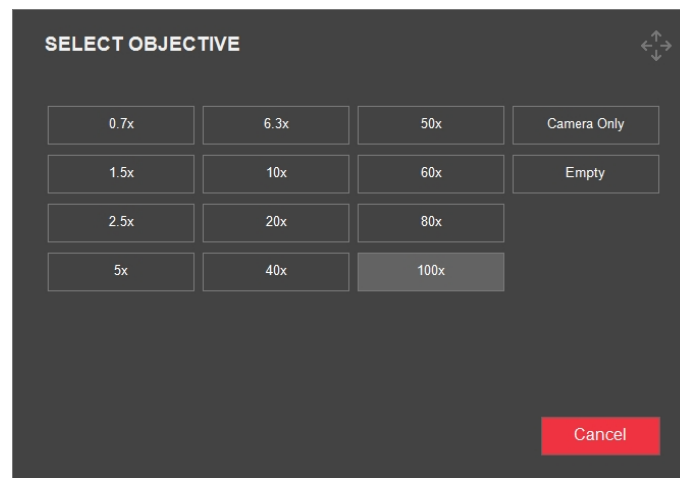 SELECT OBJECTIVE
0.7x 6.3x 50x Camera Only
1.5x 10x 60x Empty
2.5x 20x 80x
5x 40x 100x
Cancel